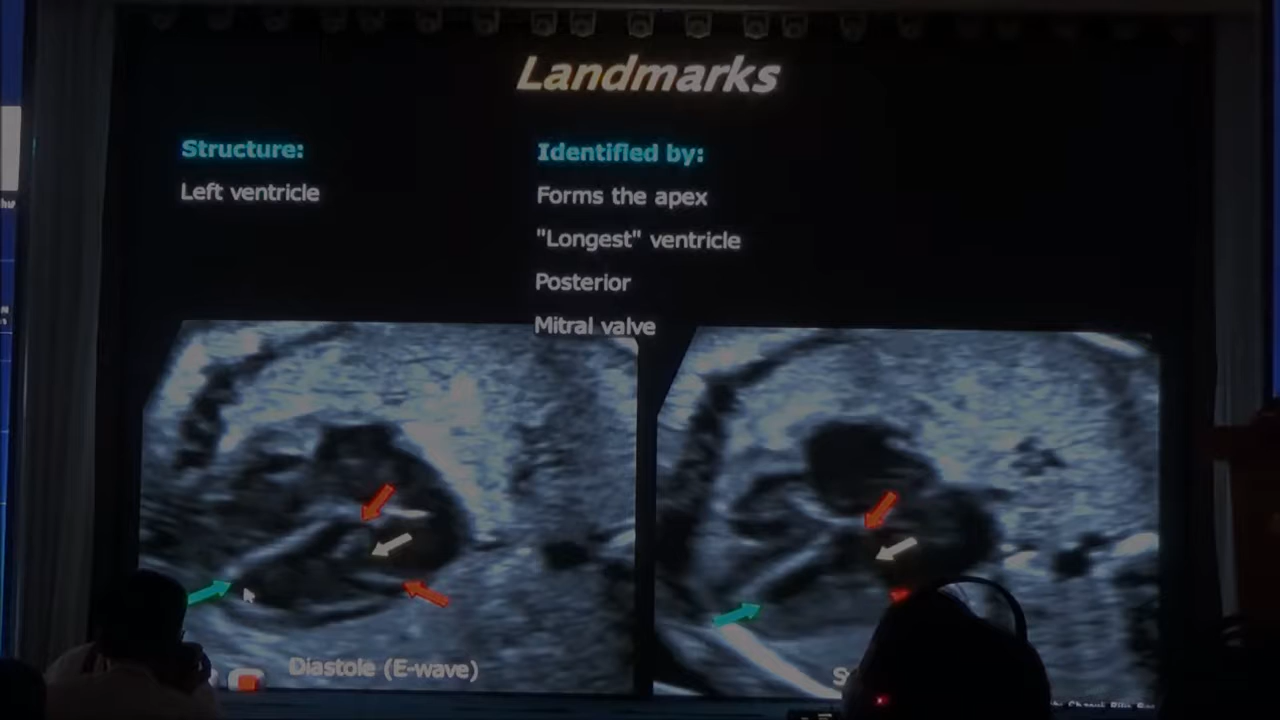 Landmarks
Structure:
Identified by:
Left ventricle
Forms the apex
"Longest" ventricle
Posterior
Mitral valve
Diastole (E-wave)